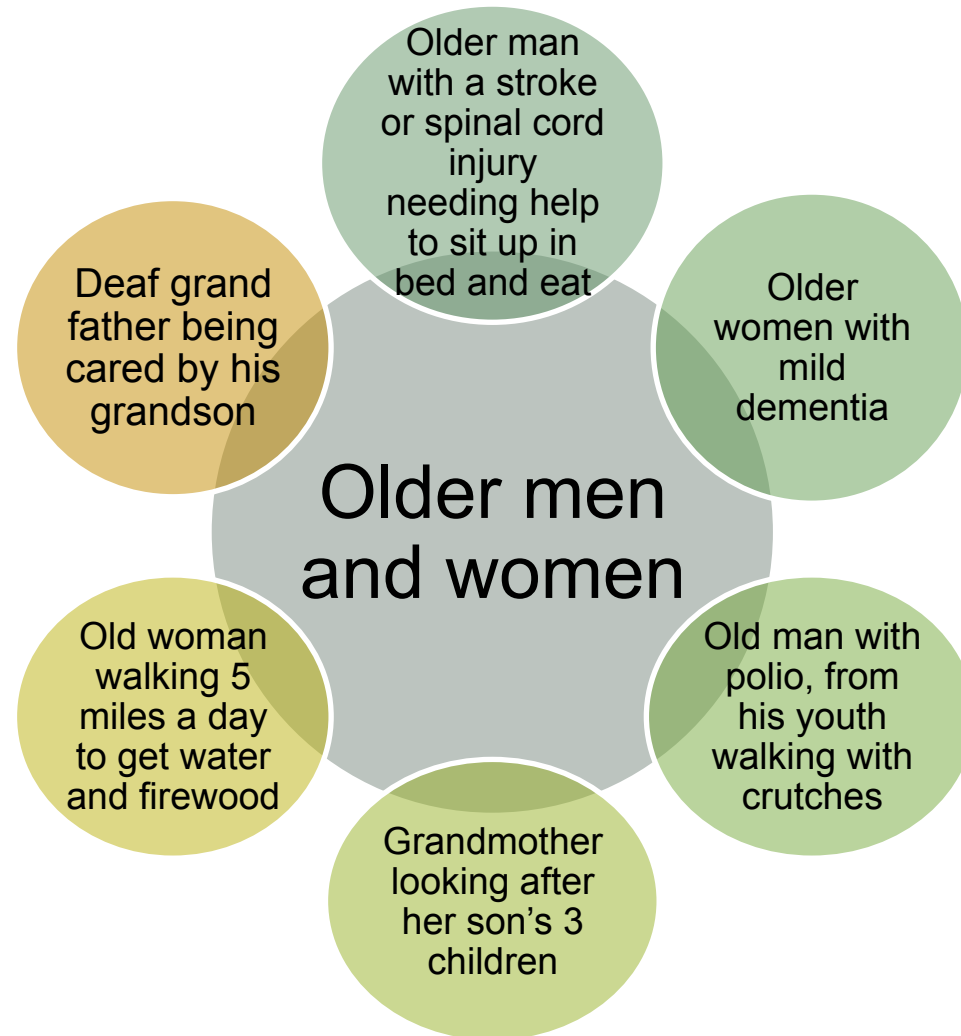 Older man
with a stroke
or spinal cord
injury
needing help
to sit up in
bed and eat
Older
women with
mild
dementia
Old man with
polio, from
his youth
walking with
crutches
Grandmother
looking after
her son’s 3
children
Old woman
walking 5
miles a day
to get water
and firewood
Deaf grand
father being
cared by his
grandson
Older men
and women